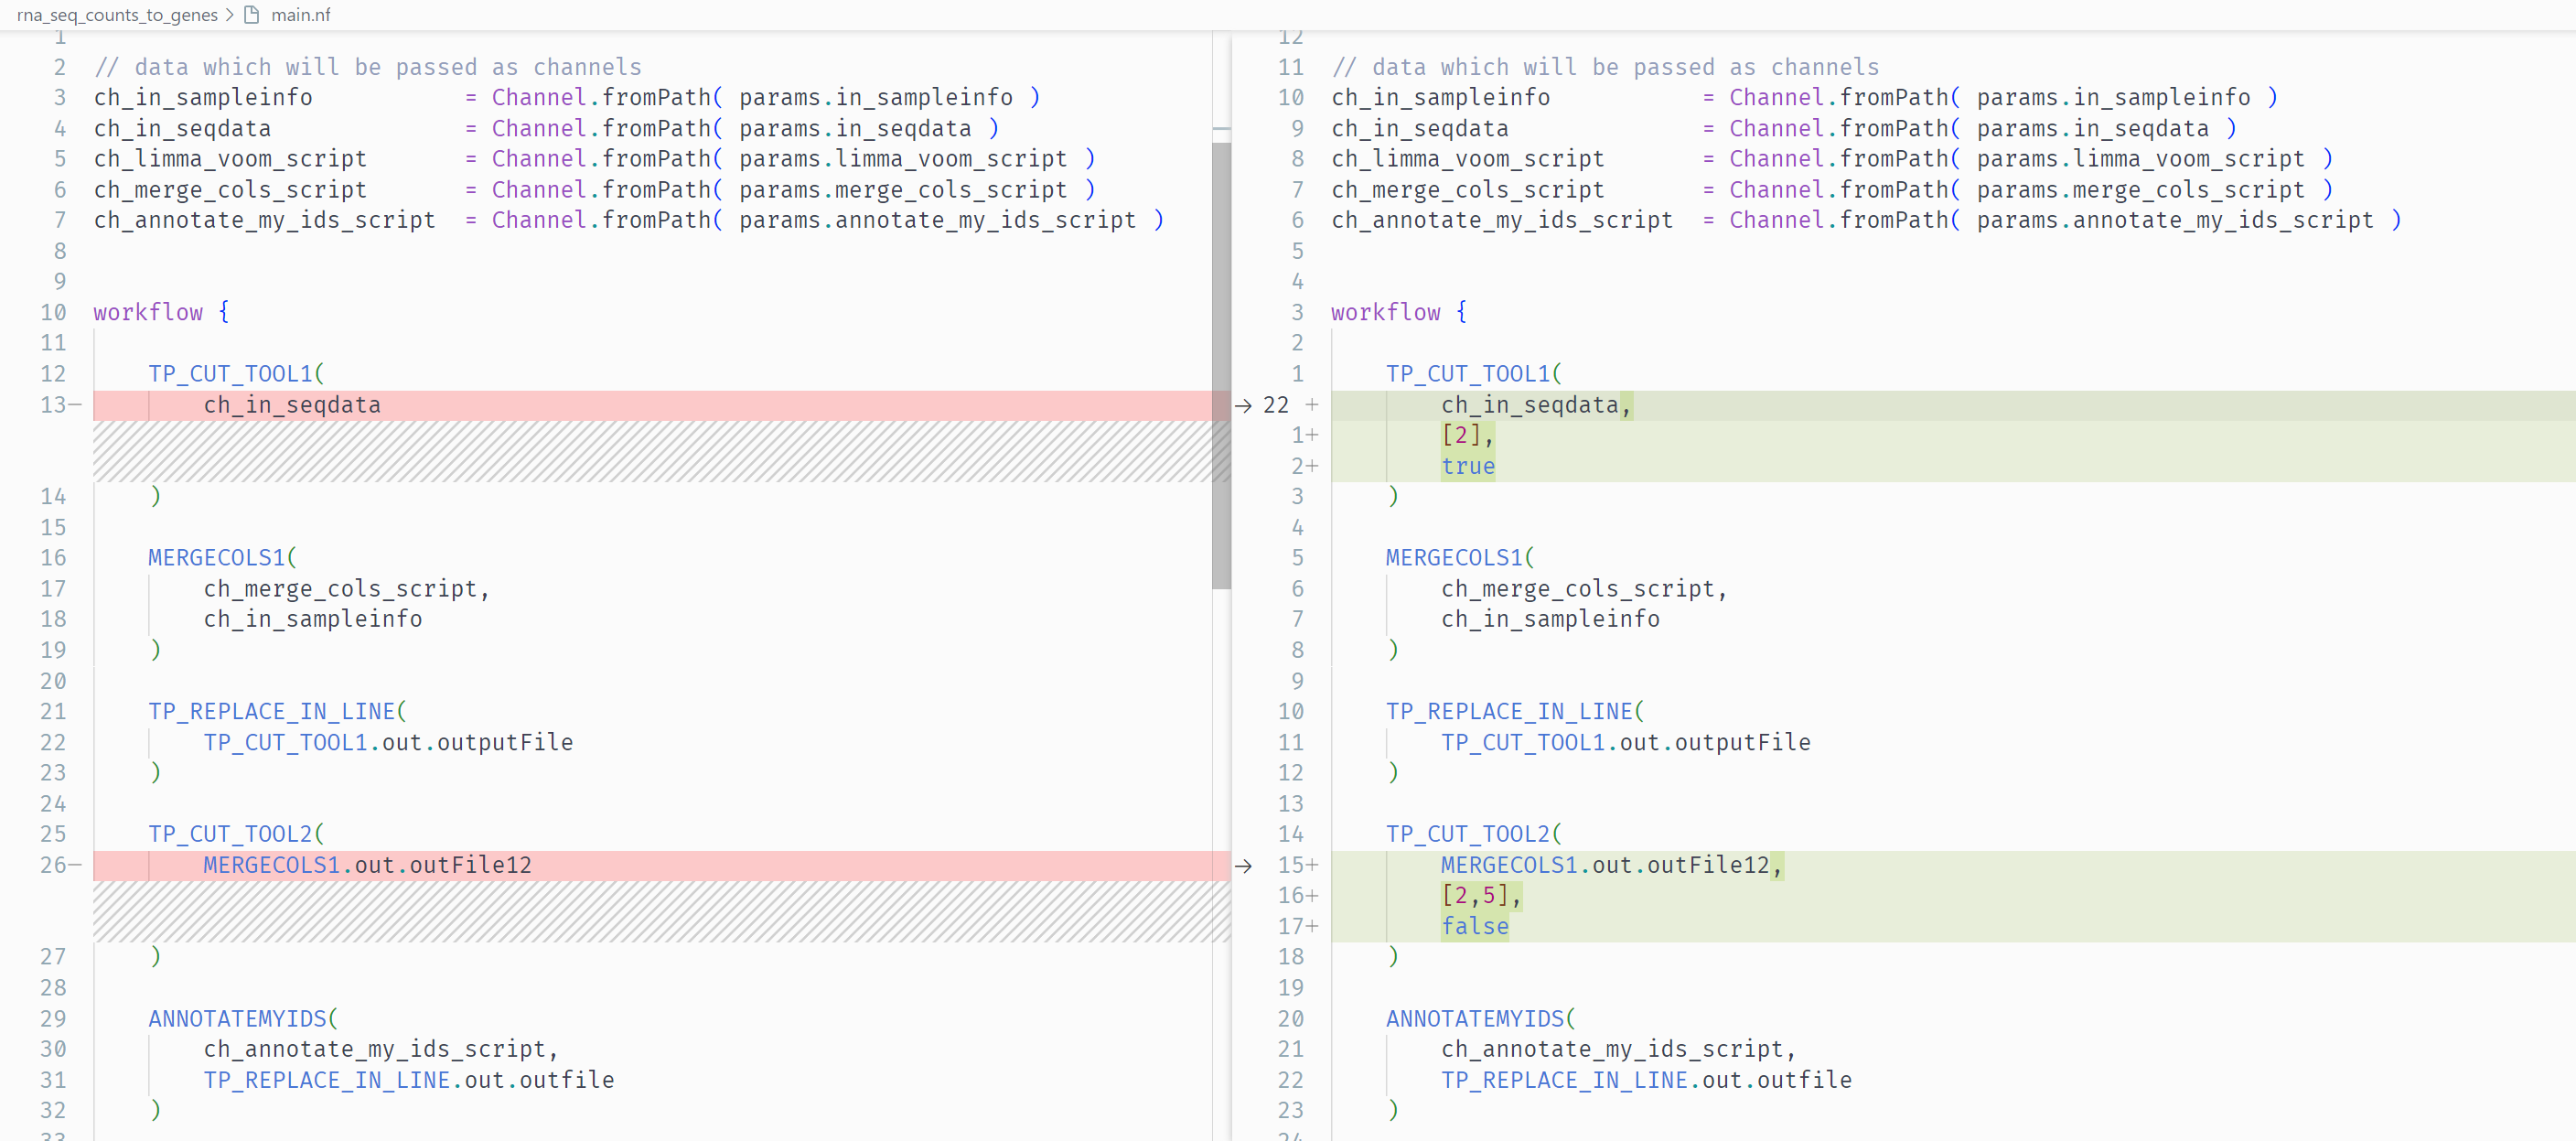 rna_seq_counts_to_genes > main.nf
1
2 // data which will be passed as channels
3 ch_in_sampleinfo = Channel.fromPath( params.in_sampleinfo )
4 ch_in_seqdata = Channel.fromPath( params.in_seqdata )
5 ch_limma_voom_script = Channel.fromPath( params.limma_voom_script )
6 ch_merge_cols_script = Channel.fromPath( params.merge_cols_script )
7 ch_annotate_my_ids_script = Channel.fromPath( params.annotate_my_ids_script )
8
9
10 workflow {
11
12 TP_CUT_TOOL1(
13− ch_in_seqdata
14 )
15
16 MERGECOLS1(
17 ch_merge_cols_script,
18 ch_in_sampleinfo
19 )
20
21 TP_REPLACE_IN_LINE(
22 TP_CUT_TOOL1.out.outputFile
23 )
24
25 TP_CUT_TOOL2(
26− MERGECOLS1.out.outFile12
27 )
28
29 ANNOTATEMYIDS(
30 ch_annotate_my_ids_script,
31 TP_REPLACE_IN_LINE.out.outfile
32 )
33
12
11 // data which will be passed as channels
10 ch_in_sampleinfo = Channel.fromPath( params.in_sampleinfo )
9 ch_in_seqdata = Channel.fromPath( params.in_seqdata )
8 ch_limma_voom_script = Channel.fromPath( params.limma_voom_script )
7 ch_merge_cols_script = Channel.fromPath( params.merge_cols_script )
6 ch_annotate_my_ids_script = Channel.fromPath( params.annotate_my_ids_script )
5
4
3 workflow {
2
1 TP_CUT_TOOL1(
→ 22 + ch_in_seqdata,
1+ [2],
2+ true
3 )
4
5 MERGECOLS1(
6 ch_merge_cols_script,
7 ch_in_sampleinfo
8 )
9
10 TP_REPLACE_IN_LINE(
11 TP_CUT_TOOL1.out.outputFile
12 )
13
14 TP_CUT_TOOL2(
→ 15+ MERGECOLS1.out.outFile12,
16+ [2,5],
17+ false
18 )
19
20 ANNOTATEMYIDS(
21 ch_annotate_my_ids_script,
22 TP_REPLACE_IN_LINE.out.outfile
23 )
24